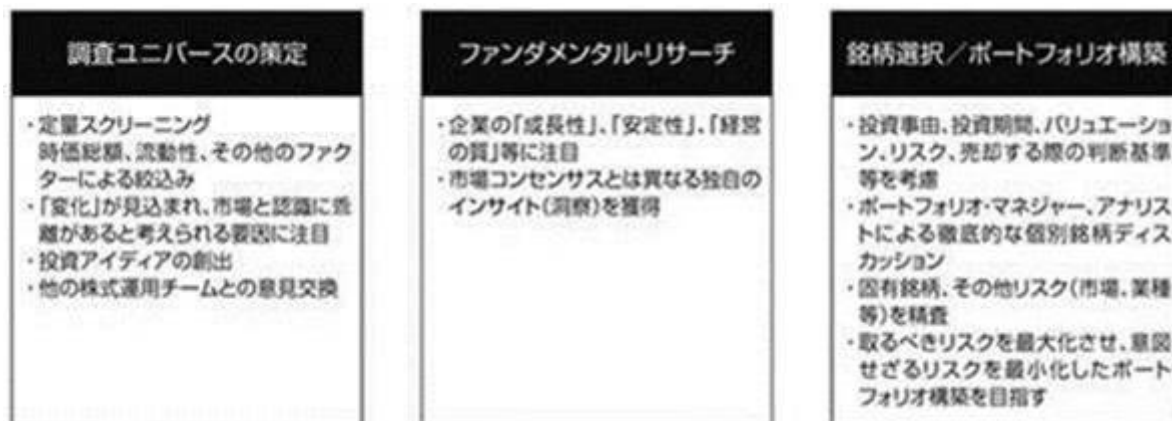 調査ユニバースの策定
・定量スクリーニング
時価総額、流動性、その他のファク
ターによる絞込み
・「変化」が見込まれ、市場と認識に乖
離があると考えられる要因に注目
・投資アイディアの創出
・他の株式運用チームとの意見交換
ファンダメンタル・リサーチ
・企業の「成長性」、「安定性」、「経営
の質」等に注目
・市場コンセンサスとは異なる独自の
インサイト(洞察)を獲得
銘柄選択/ポートフォリオ構築
・投資事由、投資期間、バリュエーショ
ン、リスク、売却する際の判断基準
等を考慮
・ポートフォリオ・マネジャー、アナリス
トによる徹底的な個別銘柄ディス
カッション
・固有銘柄、その他リスク(市場、業種
等)を精査
・取るべきリスクを最大化させ、意図
せざるリスクを最小化したポート
フォリオ構築を目指す